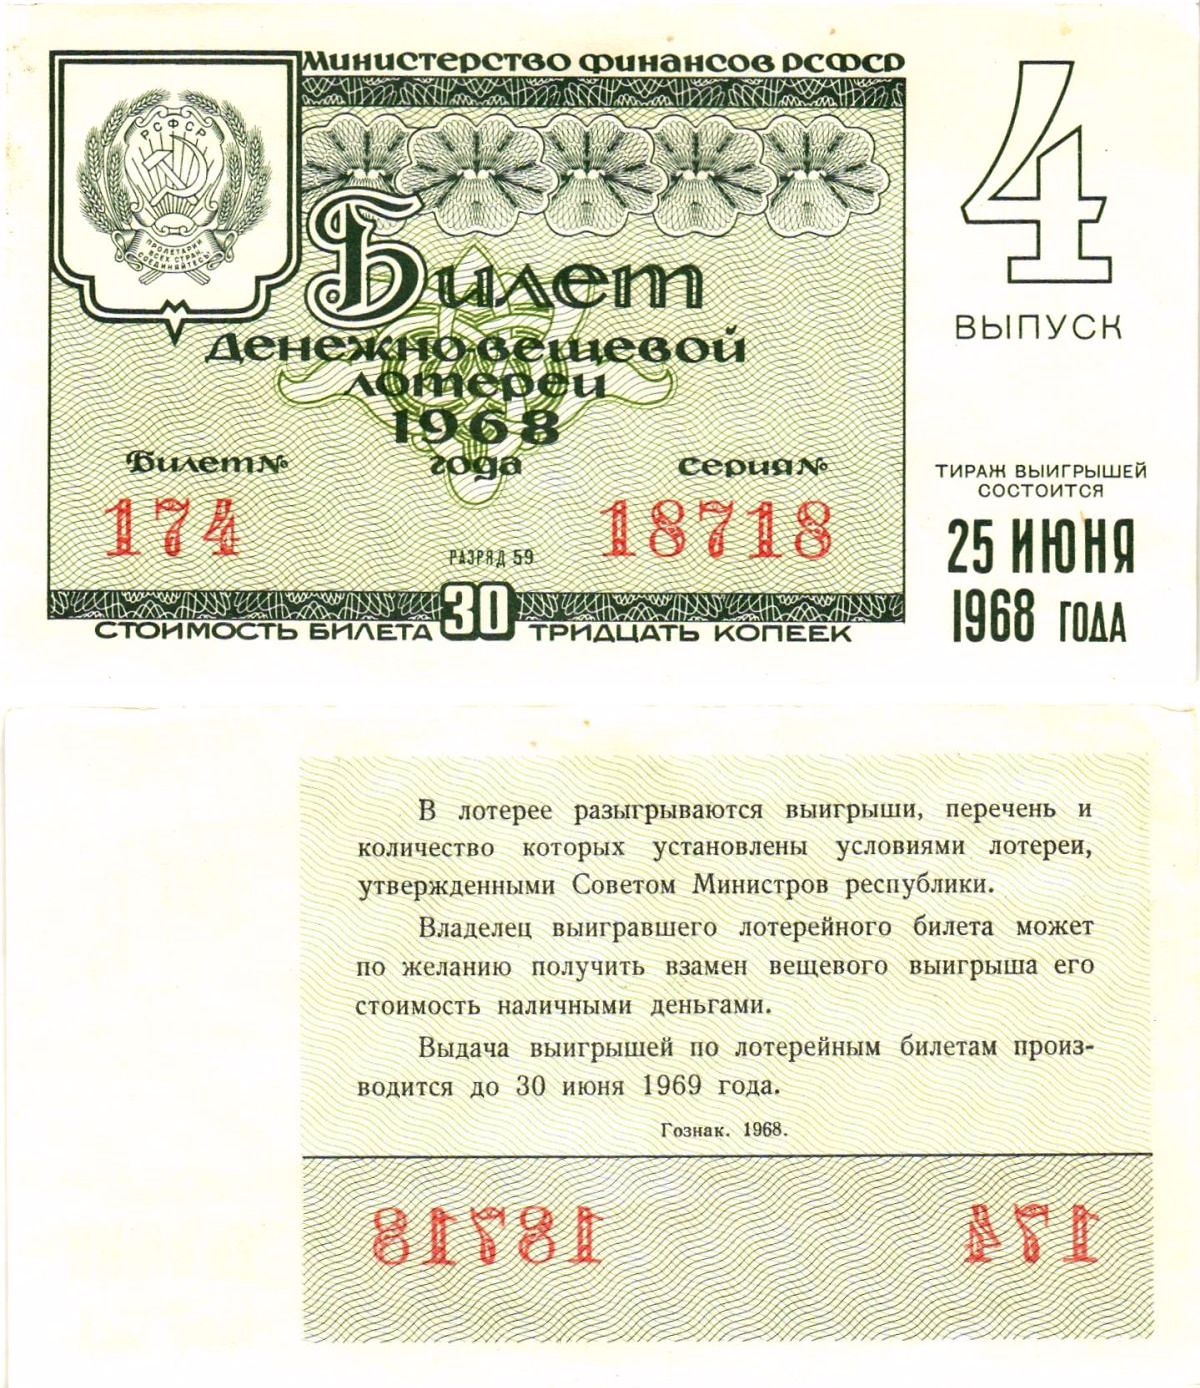 Министерство финансов РСФСР
РСФСР
ПРОЛЕТАРИИ
ВСЕХ СТРАН,
СОЕДИНЯЙТЕСЬ!
Билет
денежно-вещевой
лотереи
1968
года
Билет №
174
Серия №
18718
РАЗРЯД 59
СТОИМОСТЬ БИЛЕТА 30 ТРИДЦАТЬ КОПЕЕК
4
ВЫПУСК
ТИРАЖ ВЫИГРЫШЕЙ
СОСТОИТСЯ
25 ИЮНЯ
1968 ГОДА
В лотерее разыгрываются выигрыши, перечень и
количество которых установлены условиями лотереи,
утвержденными Советом Министров республики.
Владелец выигравшего лотерейного билета может
по желанию получить взамен вещевого выигрыша его
стоимость наличными деньгами.
Выдача выигрышей по лотерейным билетам произ-
водится до 30 июня 1969 года.
Гознак. 1968.
18718
174